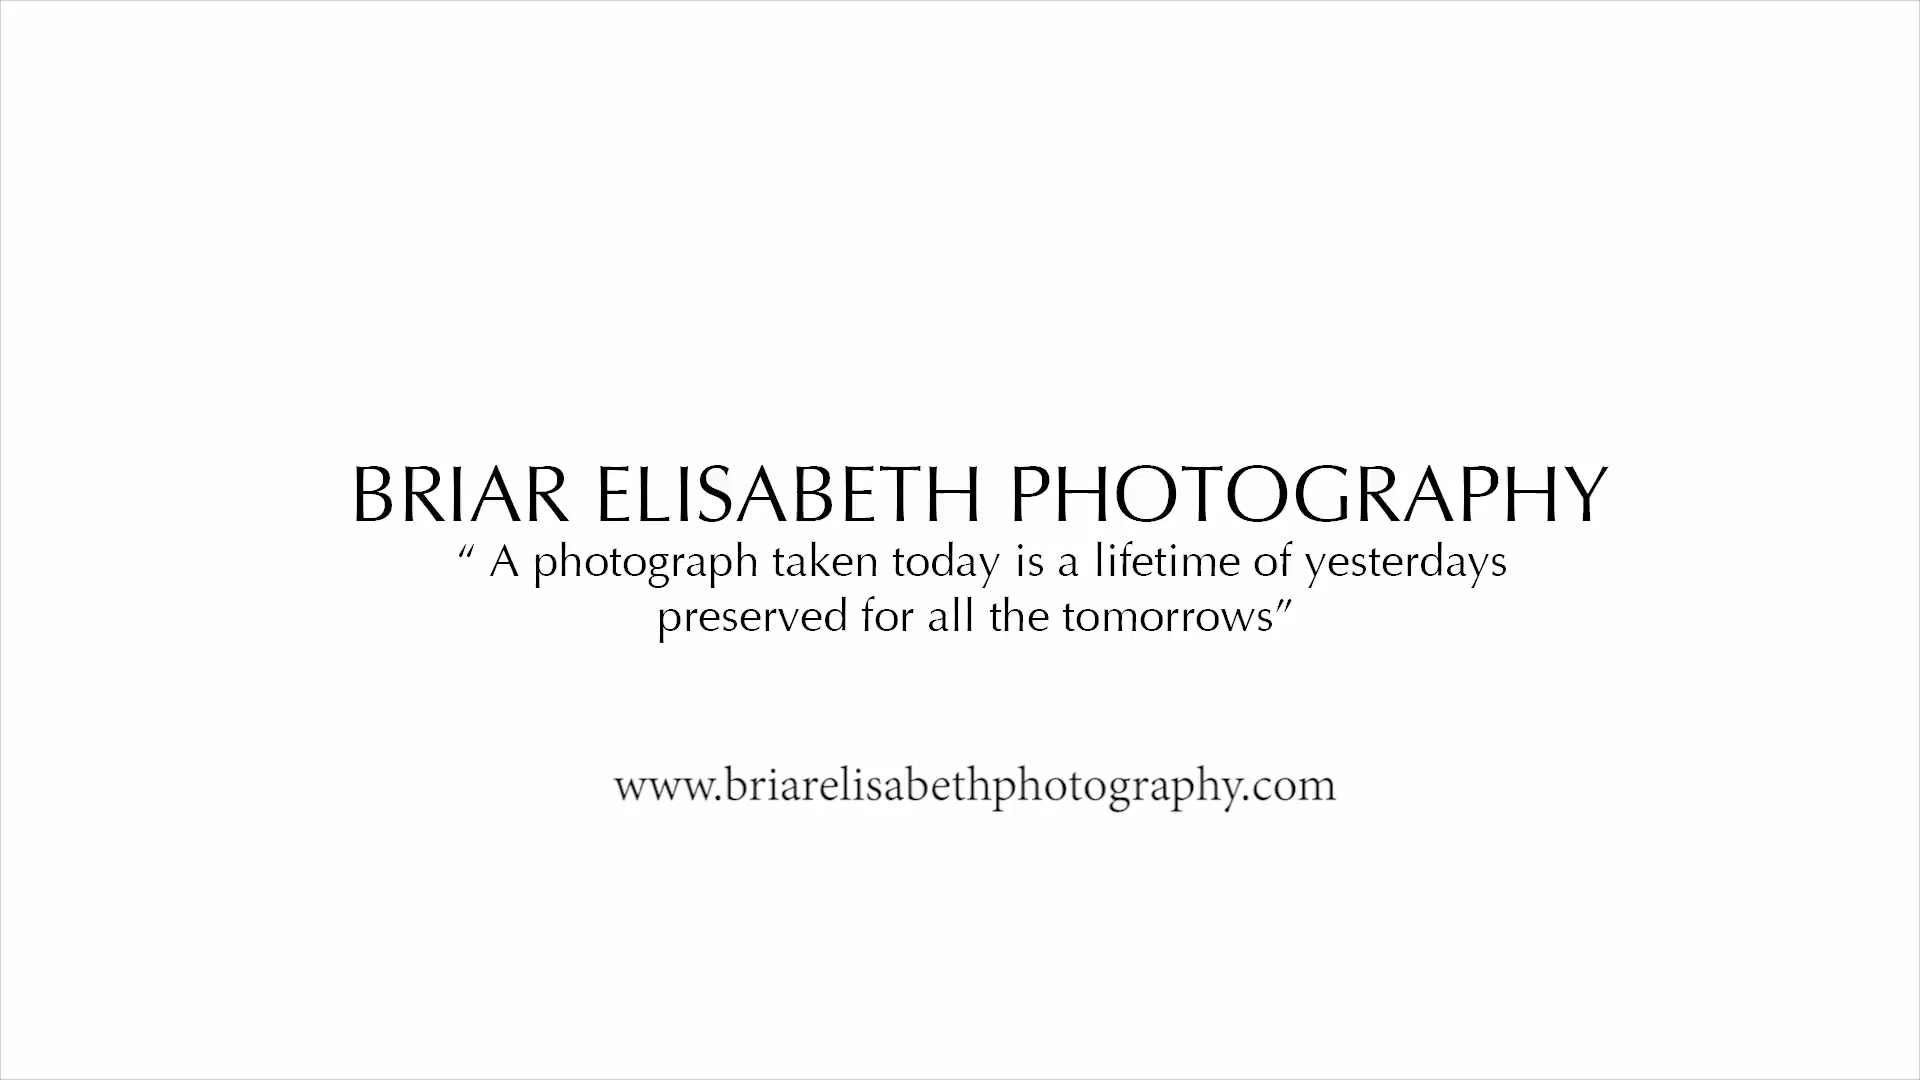 BRIAR ELISABETH PHOTOGRAPHY
“ A photograph taken today is a lifetime of yesterdays
preserved for all the tomorrows”
www.briarelisabethphotography.com